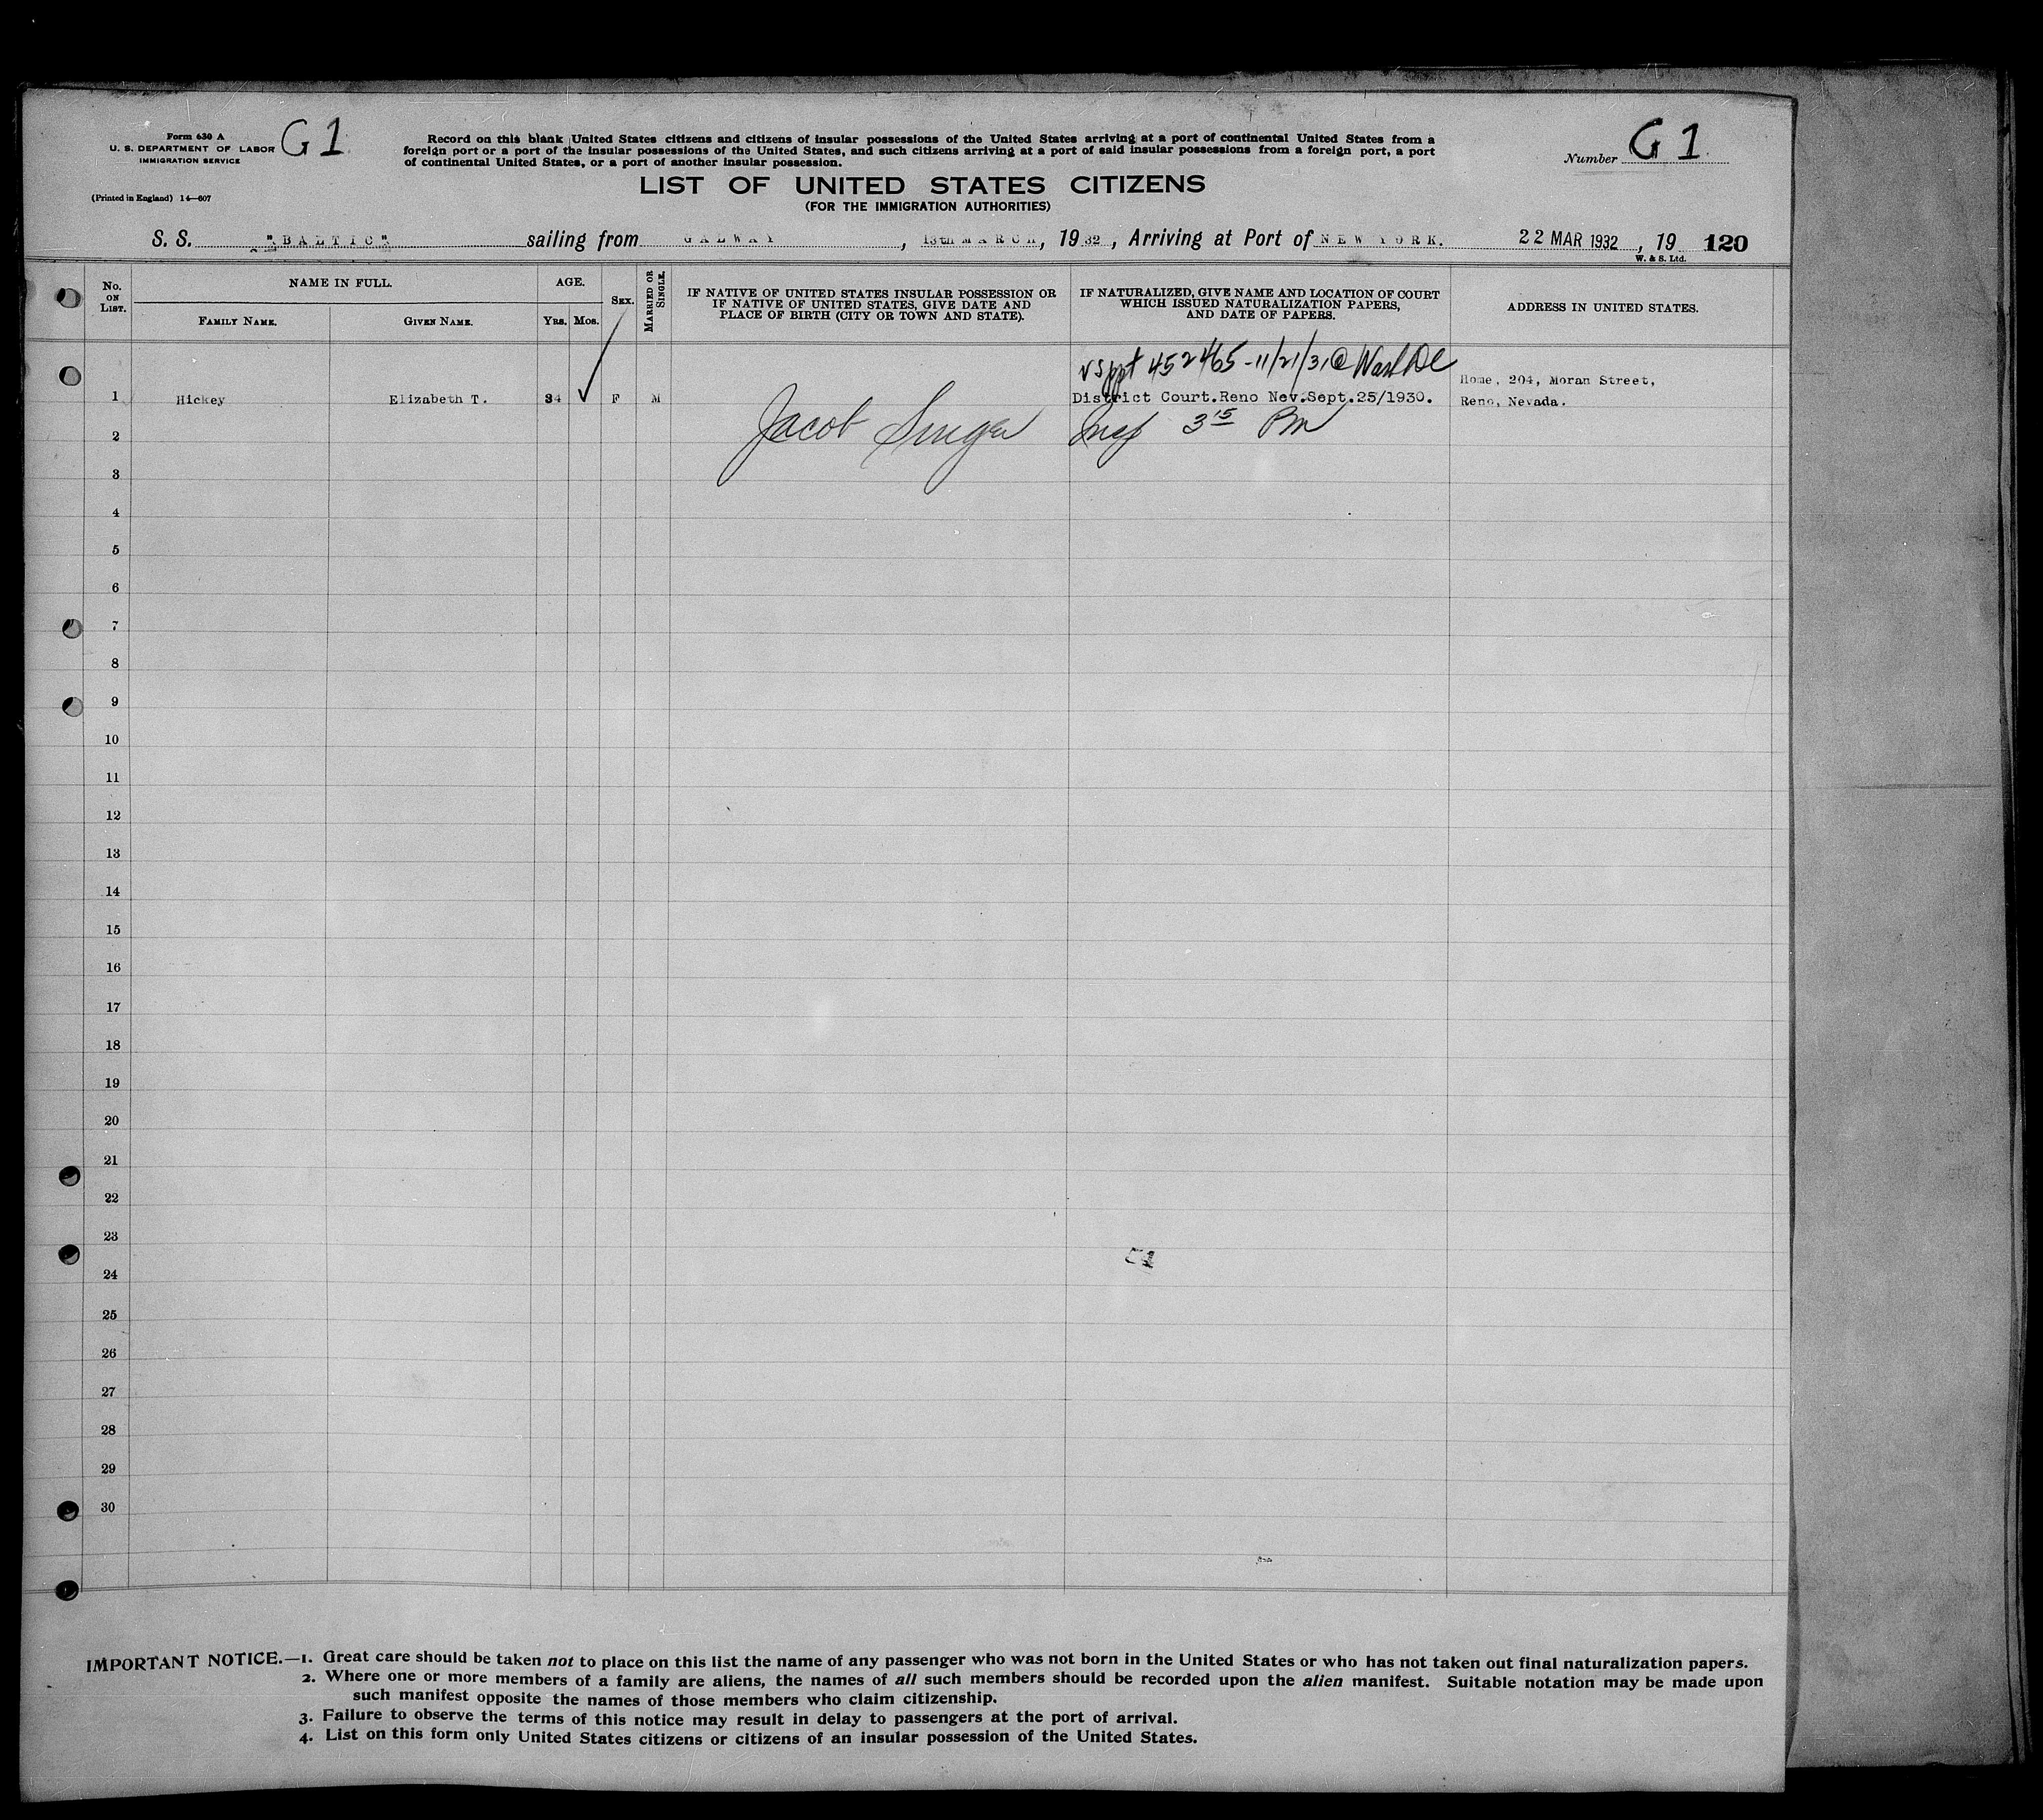 Form 630 A
U. S. DEPARTMENT OF LABOR
IMMIGRATION SERVICE
G1
(Printed in England) 14—607
Record on this blank United States citizens and citizens of insular possessions of the United States arriving at a port of continental United States from a
foreign port or a port of the insular possessions of the United States, and such citizens arriving at a port of said insular possessions from a foreign port, a port
of continental United States, or a port of another insular possession.
Number G1
LIST OF UNITED STATES CITIZENS
(FOR THE IMMIGRATION AUTHORITIES)
S. S. "BALTIC" sailing from GALWAY, 13th MARCH, 1932, Arriving at Port of NEW YORK. 22 MAR 1932, 19 120
W. & S. Ltd.
No. ON LIST.
NAME IN FULL.
FAMILY NAME.
GIVEN NAME.
AGE.
YRS. MOS.
SEX.
MARRIED OR SINGLE.
IF NATIVE OF UNITED STATES INSULAR POSSESSION OR
IF NATIVE OF UNITED STATES, GIVE DATE AND
PLACE OF BIRTH (CITY OR TOWN AND STATE).
IF NATURALIZED, GIVE NAME AND LOCATION OF COURT
WHICH ISSUED NATURALIZATION PAPERS,
AND DATE OF PAPERS.
ADDRESS IN UNITED STATES.
US ppt 452465-11/21/31 @ Wash DC
Home, 204, Moran Street,
1 Hickey Elizabeth T. 34 F M District Court.Reno Nev.Sept.25/1930. Reno, Nevada.
2 Jacob Singer Insp 3 15 PM
3
4
5
6
7
8
9
10
11
12
13
14
15
16
17
18
19
20
21
22
23
24
25
26
27
28
29
30
IMPORTANT NOTICE.—1. Great care should be taken not to place on this list the name of any passenger who was not born in the United States or who has not taken out final naturalization papers.
2. Where one or more members of a family are aliens, the names of all such members should be recorded upon the alien manifest. Suitable notation may be made upon
such manifest opposite the names of those members who claim citizenship.
3. Failure to observe the terms of this notice may result in delay to passengers at the port of arrival.
4. List on this form only United States citizens or citizens of an insular possession of the United States.